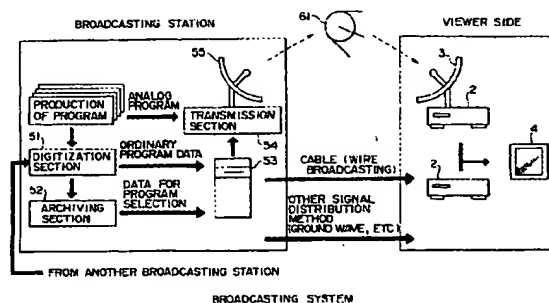 BROADCASTING STATION
61
VIEWER SIDE
55
3
PRODUCTION
OF PROGRAM
ANALOG
PROGRAM
TRANSMISSION
SECTION
2
4
51
54
DIGITIZATION
SECTION
ORDINARY
PROGRAM DATA
53
CABLE (WIRE
BROADCASTING)
2
52
ARCHIVING
SECTION
DATA FOR
PROGRAM
SELECTION
OTHER SIGNAL
DISTRIBUTION
METHOD
(GROUND WAVE, ETC)
FROM ANOTHER BROADCASTING STATION
BROADCASTING SYSTEM